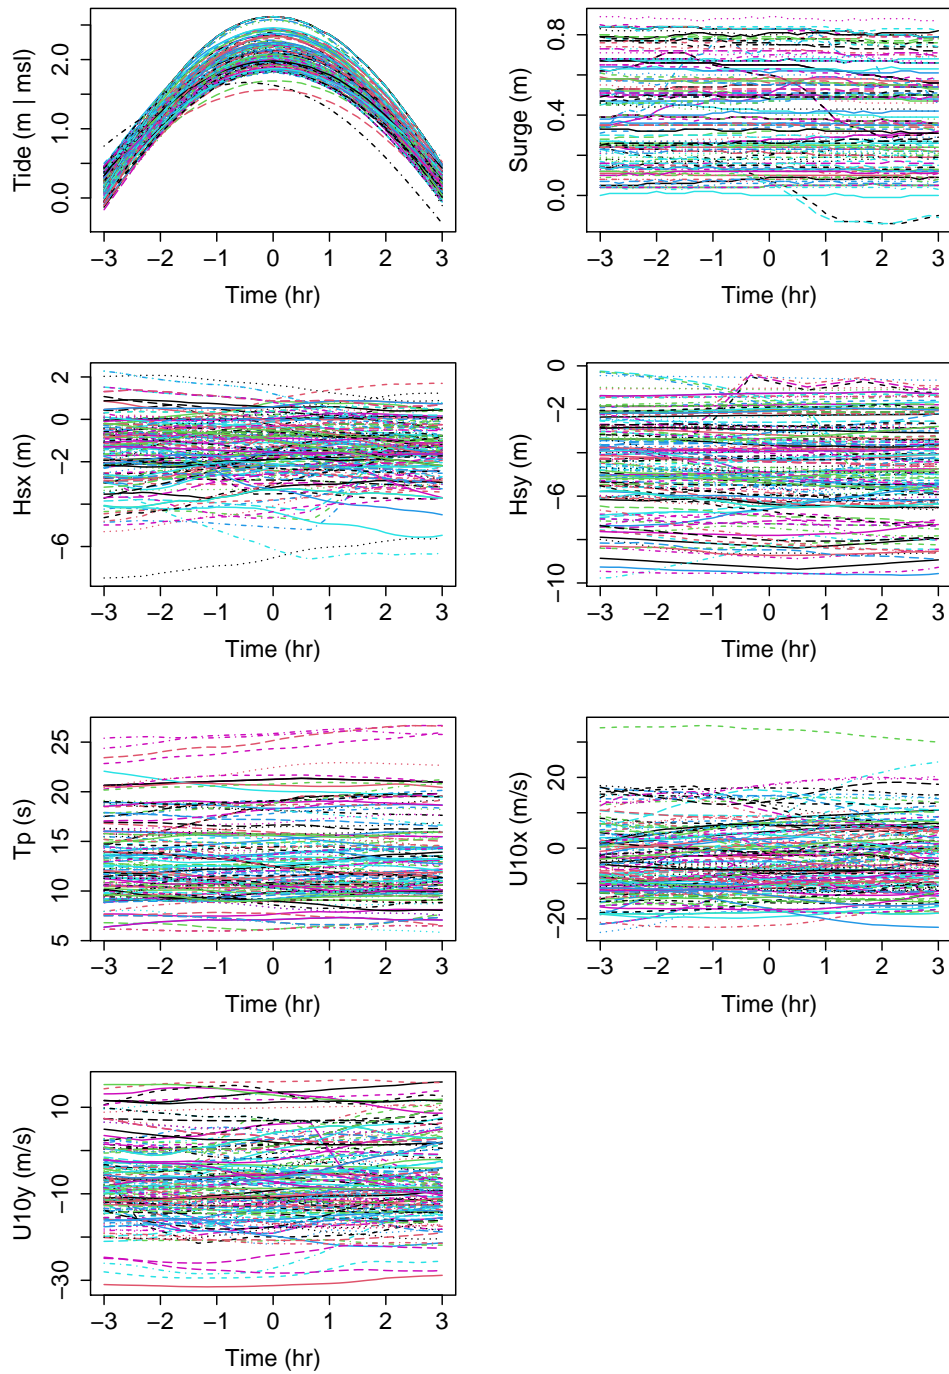 Tide (m | msl)
0.0 1.0 2.0
−3 −2 −1 0 1 2 3
Time (hr)
Surge (m)
0.0 0.4 0.8
−3 −2 −1 0 1 2 3
Time (hr)
Hsx (m)
−6 −2 0 2
−3 −2 −1 0 1 2 3
Time (hr)
Hsy (m)
−10 −6 −2 0
−3 −2 −1 0 1 2 3
Time (hr)
Tp (s)
5 10 15 20 25
−3 −2 −1 0 1 2 3
Time (hr)
U10x (m/s)
−20 0 20
−3 −2 −1 0 1 2 3
Time (hr)
U10y (m/s)
−30 −10 10
−3 −2 −1 0 1 2 3
Time (hr)